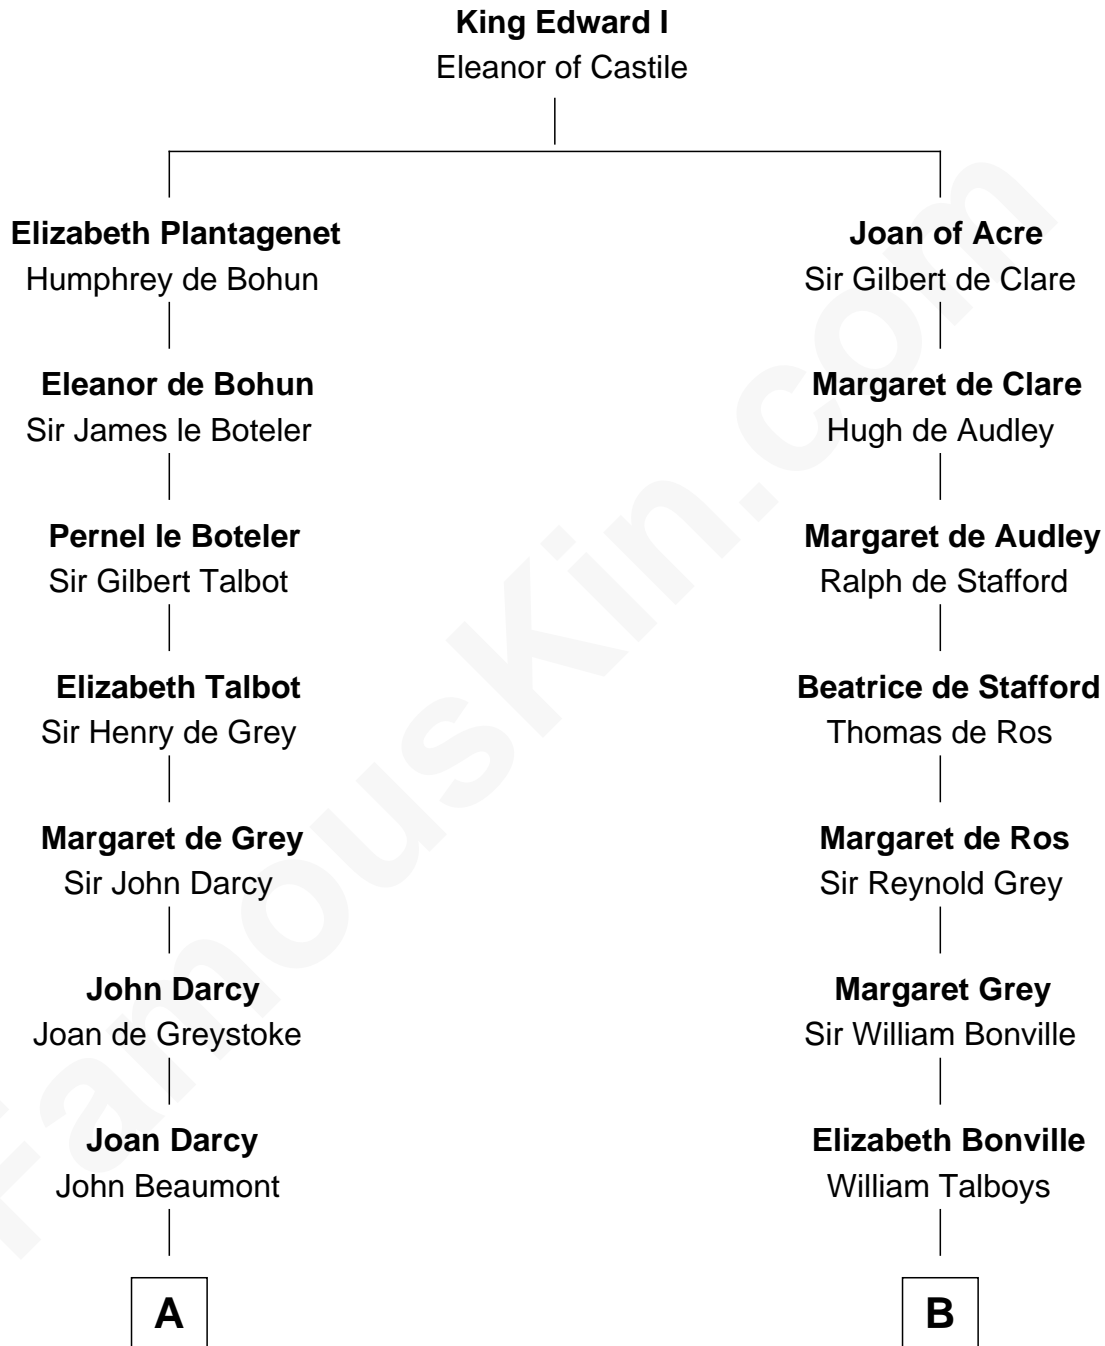 King Edward I
Eleanor of Castile
Elizabeth Plantagenet
Humphrey de Bohun
Eleanor de Bohun
Sir James le Boteler
Pernel le Boteler
Sir Gilbert Talbot
Elizabeth Talbot
Sir Henry de Grey
Margaret de Grey
Sir John Darcy
John Darcy
Joan de Greystoke
Joan Darcy
John Beaumont
A
Joan of Acre
Sir Gilbert de Clare
Margaret de Clare
Hugh de Audley
Margaret de Audley
Ralph de Stafford
Beatrice de Stafford
Thomas de Ros
Margaret de Ros
Sir Reynold Grey
Margaret Grey
Sir William Bonville
Elizabeth Bonville
William Talboys
B
FamousKin.com